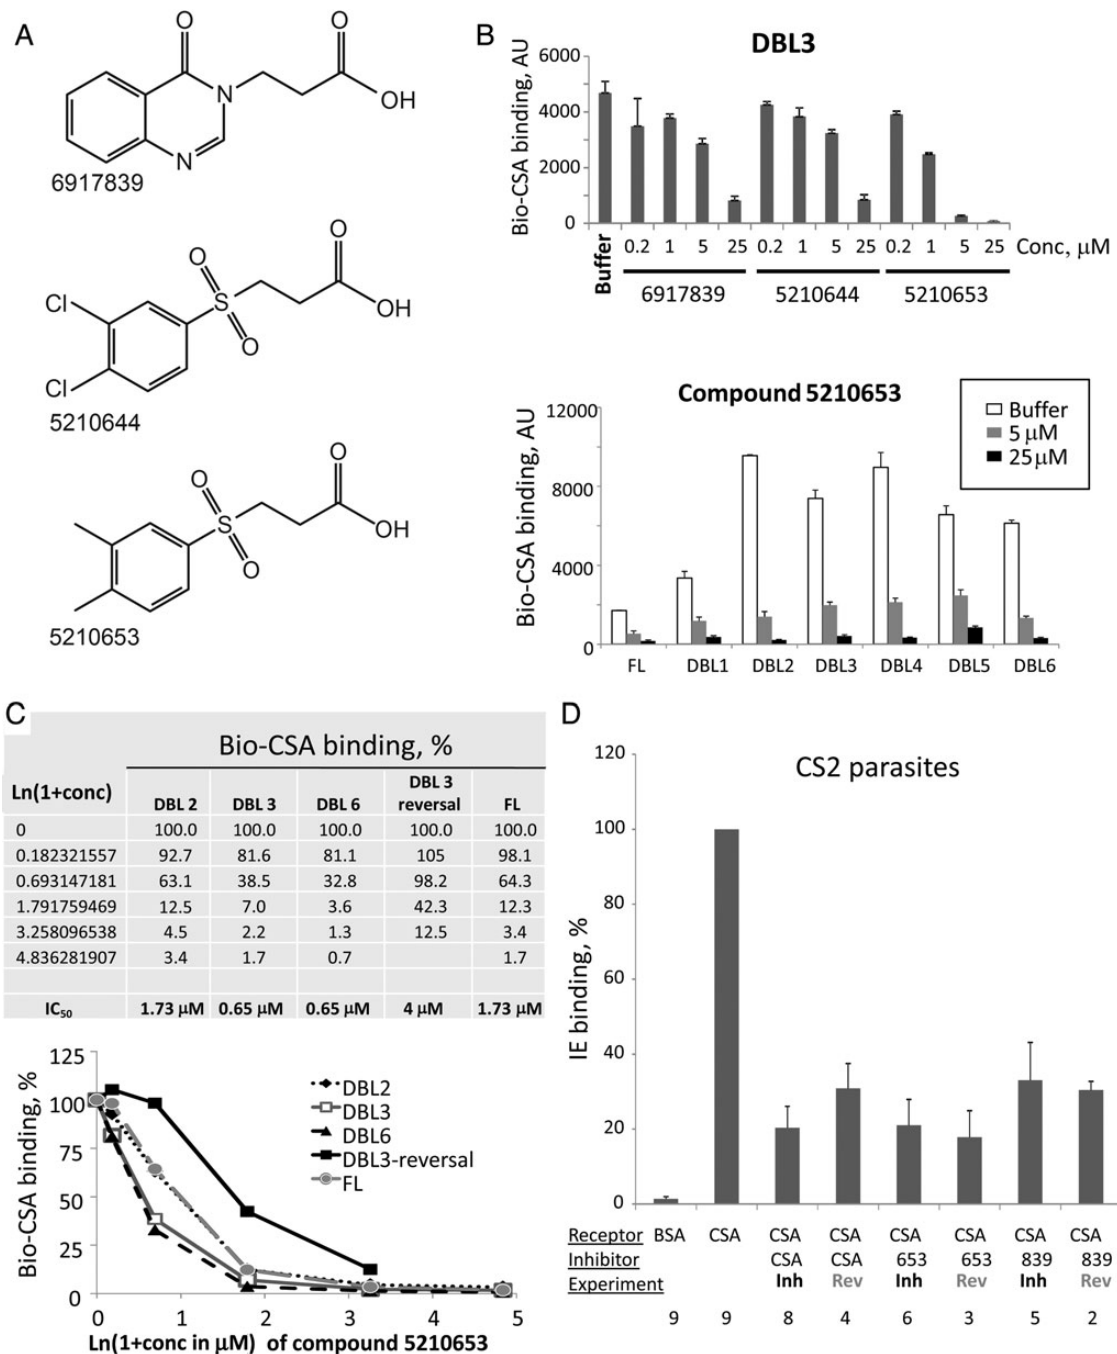 A
O
O
N
OH
N
6917839
O
O
Cl
S
OH
O
Cl
5210644
O
O
S
OH
O
5210653
B
DBL3
Bio-CSA binding, AU
6000
4000
2000
0
Buffer
0.2 1 5 25 0.2 1 5 25 0.2 1 5 25 Conc, μM
6917839 5210644 5210653
Compound 5210653
Bio-CSA binding, AU
12000
8000
4000
0
Buffer
5 μM
25 μM
FL DBL1 DBL2 DBL3 DBL4 DBL5 DBL6
C
Bio-CSA binding, %
Ln(1+conc) DBL 2 DBL 3 DBL 6 DBL 3 reversal FL
0 100.0 100.0 100.0 100.0 100.0
0.182321557 92.7 81.6 81.1 105 98.1
0.693147181 63.1 38.5 32.8 98.2 64.3
1.791759469 12.5 7.0 3.6 42.3 12.3
3.258096538 4.5 2.2 1.3 12.5 3.4
4.836281907 3.4 1.7 0.7 1.7
IC50 1.73 μM 0.65 μM 0.65 μM 4 μM 1.73 μM
Bio-CSA binding, %
125
100
75
50
25
0
DBL2
DBL3
DBL6
DBL3-reversal
FL
0 1 2 3 4 5
Ln(1+conc in μM) of compound 5210653
D
CS2 parasites
IE binding, %
120
100
80
60
40
20
0
Receptor BSA CSA CSA CSA CSA CSA CSA CSA
Inhibitor CSA CSA 653 653 839 839
Experiment Inh Rev Inh Rev Inh Rev
9 9 8 4 6 3 5 2